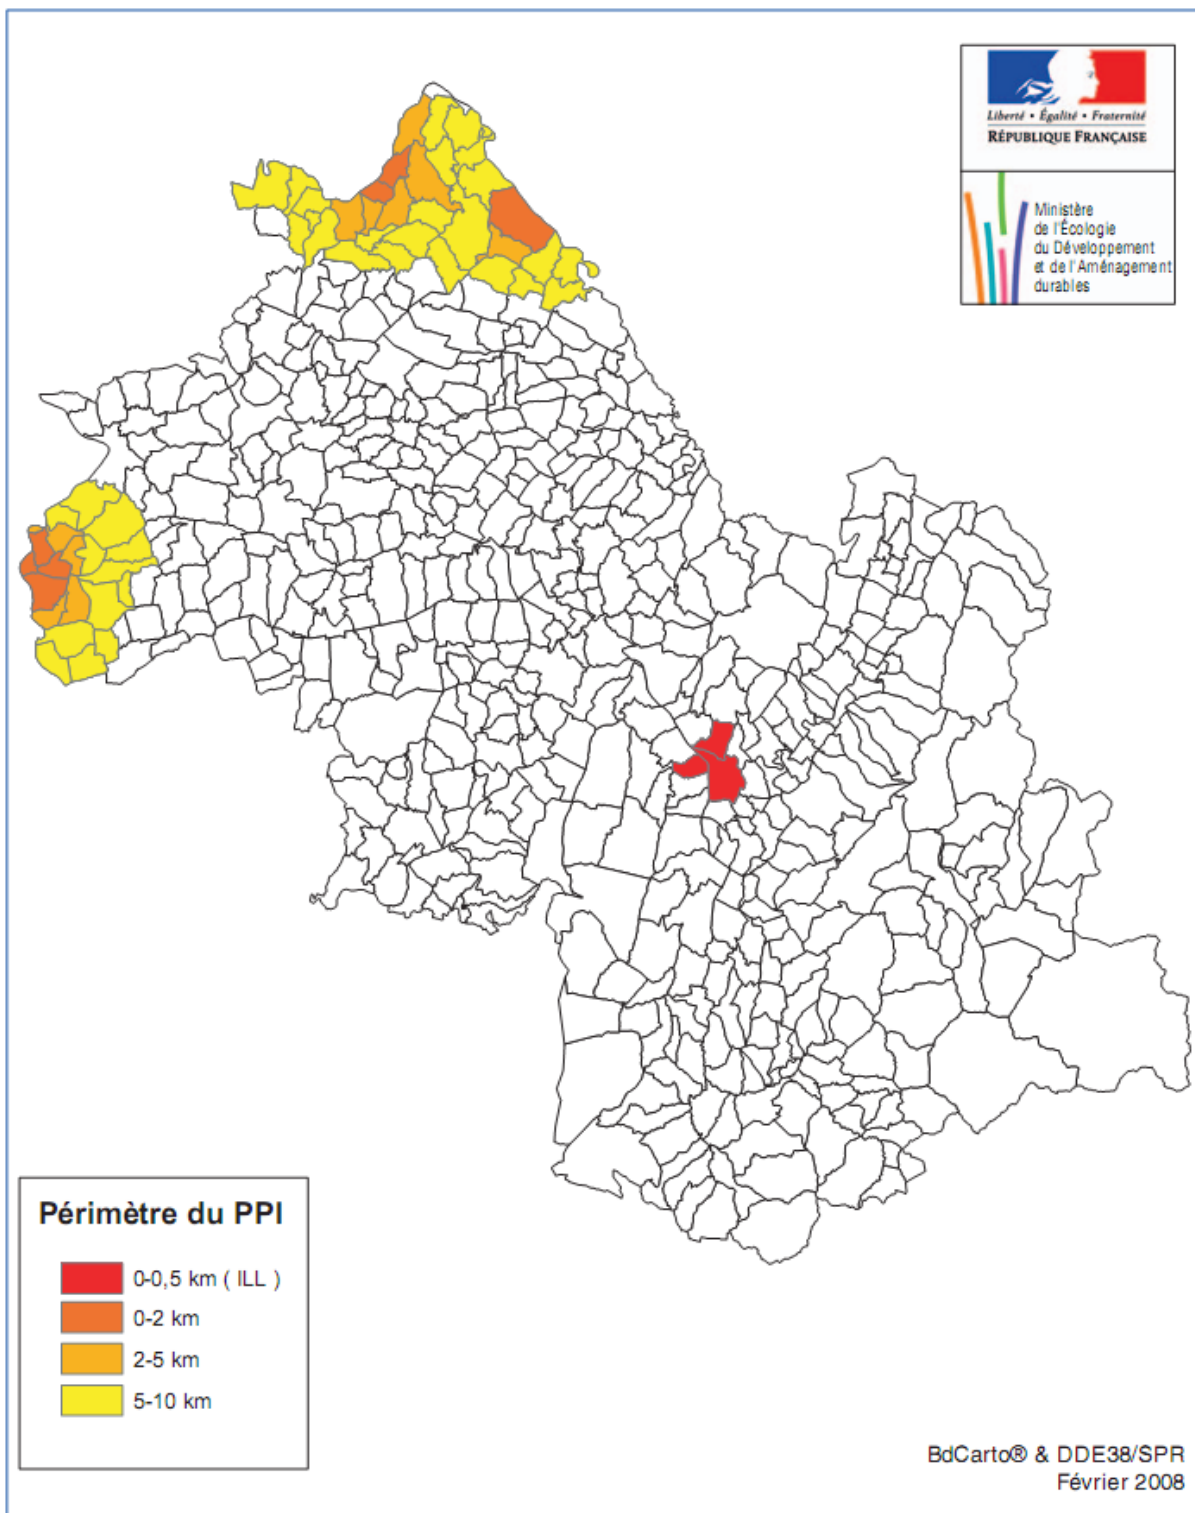 Liberté • Égalité • Fraternité
RÉPUBLIQUE FRANÇAISE
Ministère
de l'Écologie
du Développement
et de l'Aménagement
durables
Périmètre du PPI
0-0,5 km ( ILL )
0-2 km
2-5 km
5-10 km
BdCarto® & DDE38/SPR
Février 2008